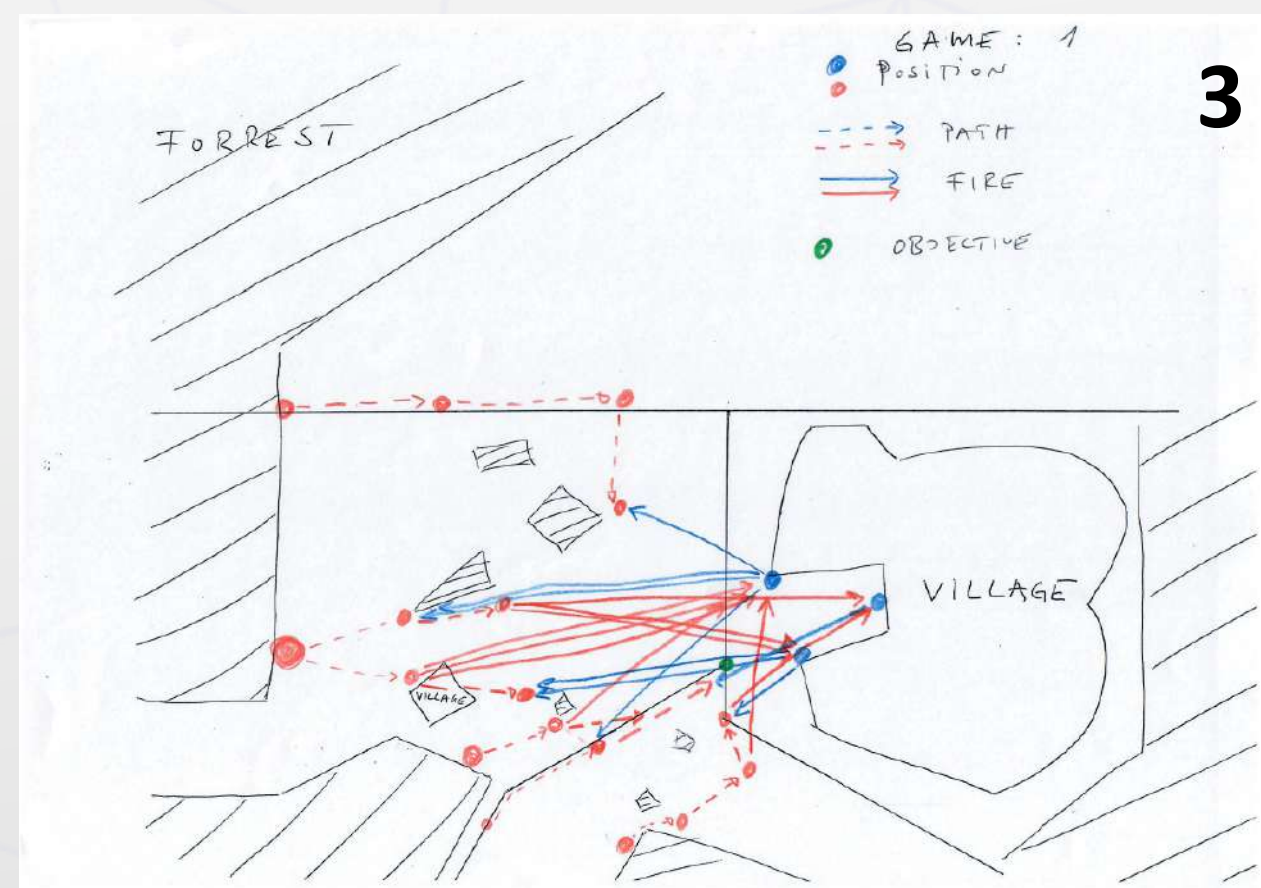 GAME: 1
POSITION
3
FORREST
PATH
FIRE
OBJECTIVE
VILLAGE
VILLAGE